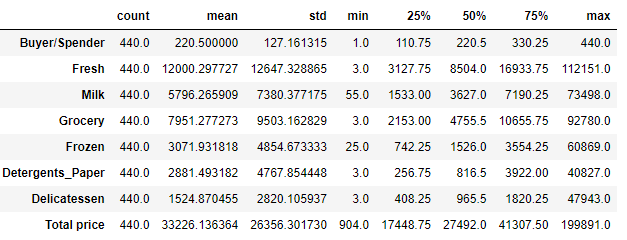 count mean std min 25% 50% 75% max
Buyer/Spender 440.0 220.500000 127.161315 1.0 110.75 220.5 330.25 440.0
Fresh 440.0 12000.297727 12647.328865 3.0 3127.75 8504.0 16933.75 112151.0
Milk 440.0 5796.265909 7380.377175 55.0 1533.00 3627.0 7190.25 73498.0
Grocery 440.0 7951.277273 9503.162829 3.0 2153.00 4755.5 10655.75 92780.0
Frozen 440.0 3071.931818 4854.673333 25.0 742.25 1526.0 3554.25 60869.0
Detergents_Paper 440.0 2881.493182 4767.854448 3.0 256.75 816.5 3922.00 40827.0
Delicatessen 440.0 1524.870455 2820.105937 3.0 408.25 965.5 1820.25 47943.0
Total price 440.0 33226.136364 26356.301730 904.0 17448.75 27492.0 41307.50 199891.0